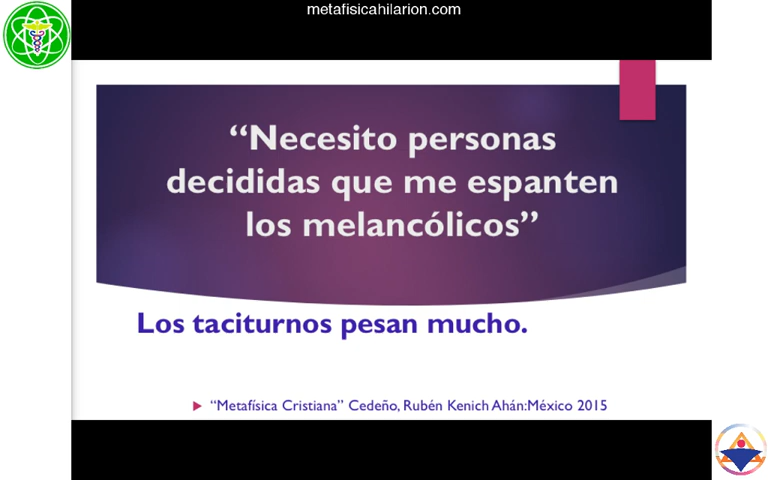 metafisicahilarion.com
“Necesito personas
decididas que me espanten
los melancólicos”
Los taciturnos pesan mucho.
“Metafísica Cristiana” Cedeño, Rubén Kenich Ahán:México 2015